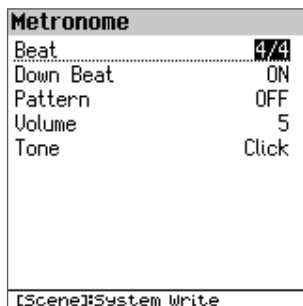 Metronome
Beat 4/4
Down Beat ON
Pattern OFF
Volume 5
Tone Click
[Scene]:System Write